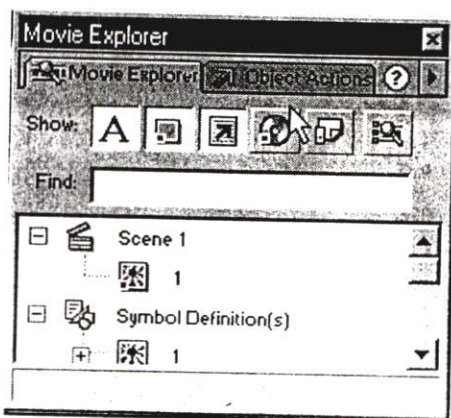 Movie Explorer
Movie Explorer Object Actions ?
Show: A
Find:
Scene 1
1
Symbol Definition(s)
1